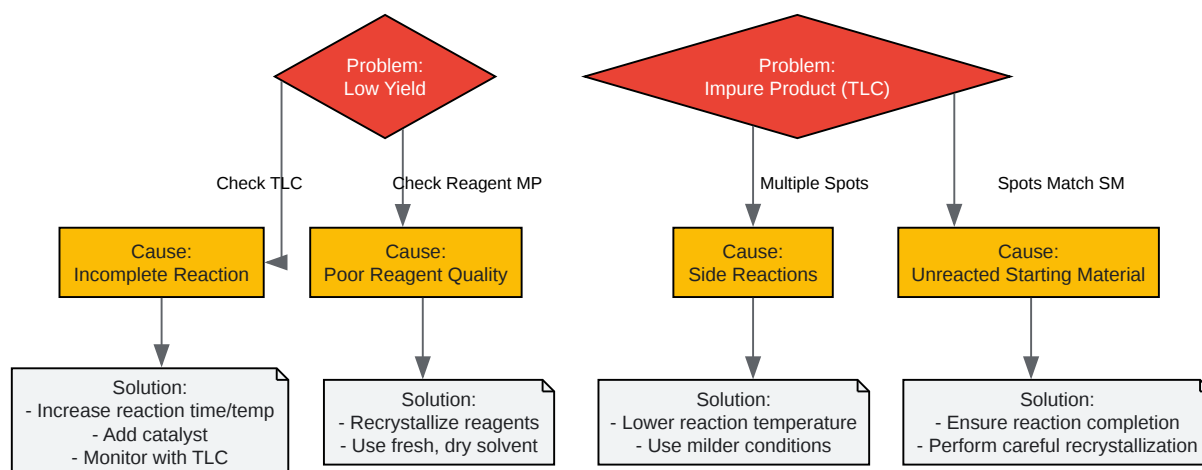 Problem:
Low Yield
Problem:
Impure Product (TLC)
Check TLC
Check Reagent MP
Multiple Spots
Spots Match SM
Cause:
Incomplete Reaction
Cause:
Poor Reagent Quality
Cause:
Side Reactions
Cause:
Unreacted Starting Material
Solution:
- Increase reaction time/temp
- Add catalyst
- Monitor with TLC
Solution:
- Recrystallize reagents
- Use fresh, dry solvent
Solution:
- Lower reaction temperature
- Use milder conditions
Solution:
- Ensure reaction completion
- Perform careful recrystallization